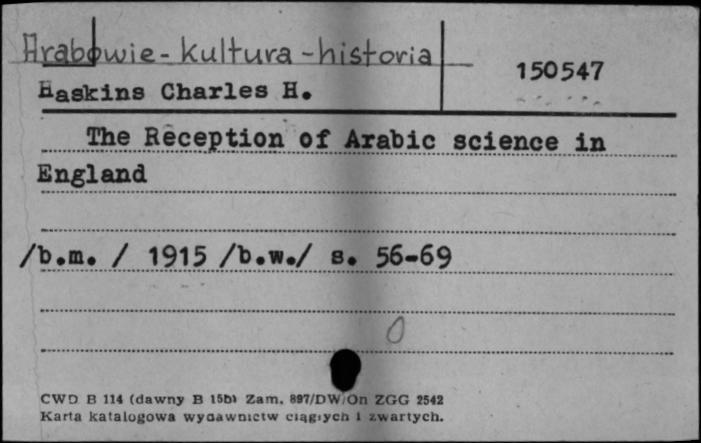 Arabowie - kultura - historia
150547
Haskins Charles H.
The Reception of Arabic science in
England
/b.m. / 1915 /b.w./ s. 56-69
0
CWD B 114 (dawny B 15b) Zam. 897/DW/On ZGG 2542
Karta katalogowa wydawnictw ciągłych i zwartych.